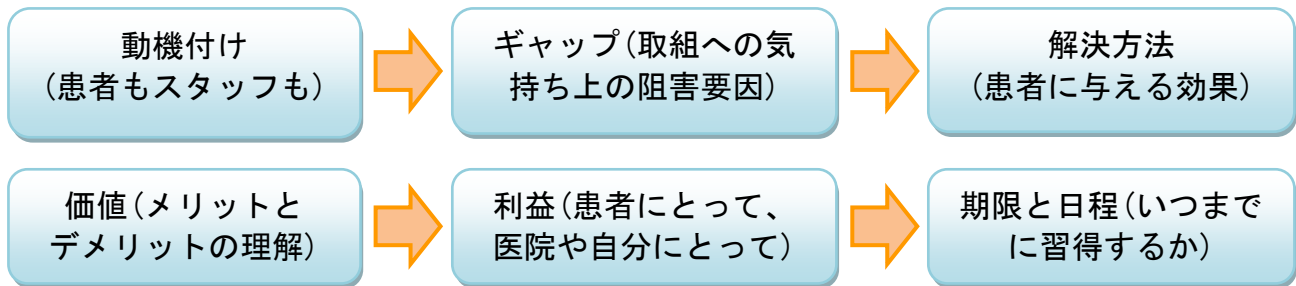 動機付け
(患者もスタッフも)
ギャップ(取組への気
持ち上の阻害要因)
解決方法
(患者に与える効果)
価値(メリットと
デメリットの理解)
利益(患者にとって、
医院や自分にとって)
期限と日程(いつまで
に習得するか)